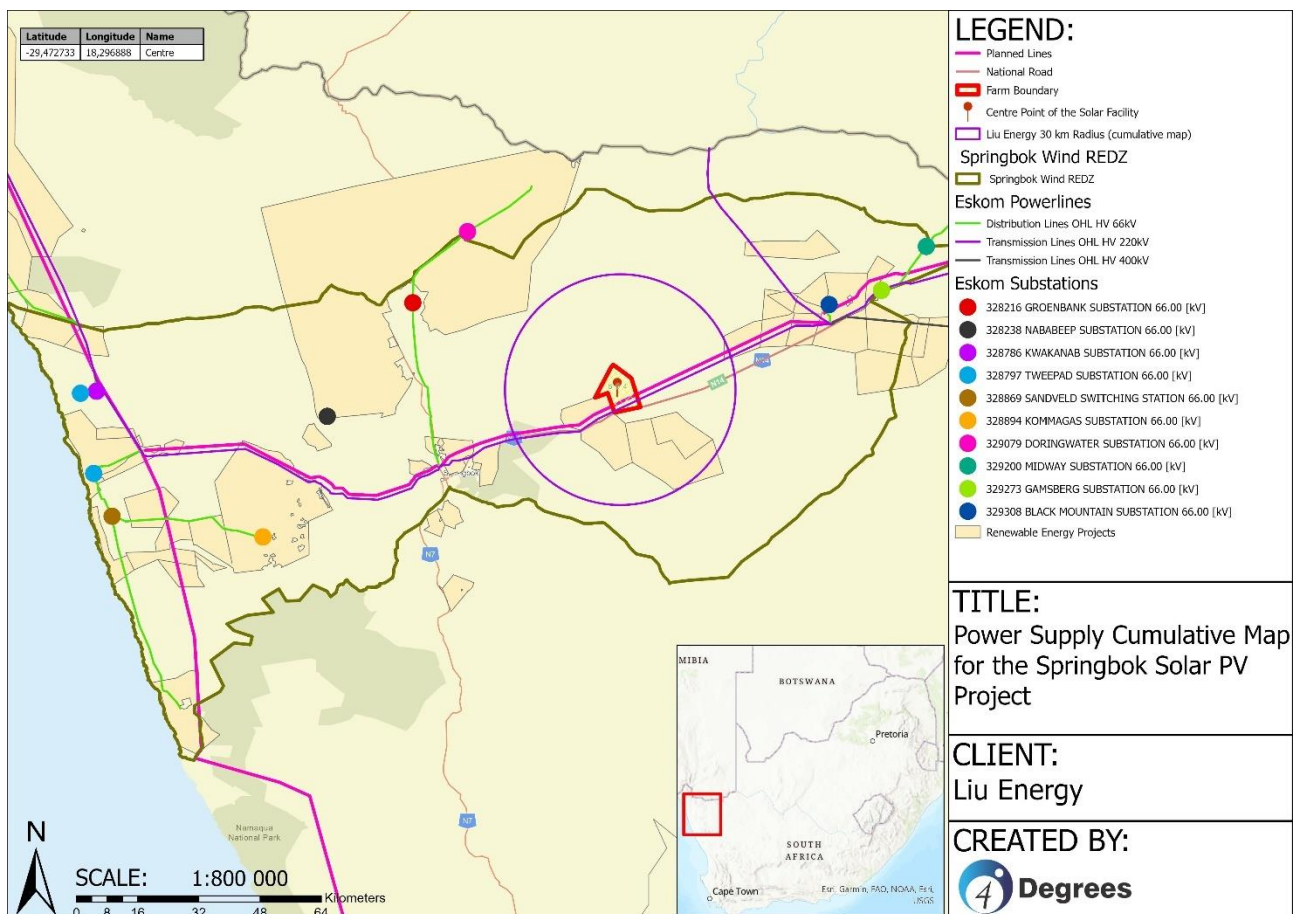 Latitude Longitude Name
-29,472733 18,296888 Centre
LEGEND:
Planned Lines
National Road
Farm Boundary
Centre Point of the Solar Facility
Liu Energy 30 km Radius (cumulative map)
Springbok Wind REDZ
Springbok Wind REDZ
Eskom Powerlines
Distribution Lines OHL HV 66kV
Transmission Lines OHL HV 220kV
Transmission Lines OHL HV 400kV
Eskom Substations
328216 GROENBANK SUBSTATION 66.00 [kV]
328238 NABABEEP SUBSTATION 66.00 [kV]
328786 KWAKANAB SUBSTATION 66.00 [kV]
328797 TWEEPAD SUBSTATION 66.00 [kV]
328869 SANDVELD SWITCHING STATION 66.00 [kV]
328894 KOMMAGAS SUBSTATION 66.00 [kV]
329079 DORINGWATER SUBSTATION 66.00 [kV]
329200 MIDWAY SUBSTATION 66.00 [kV]
329273 GAMSBERG SUBSTATION 66.00 [kV]
329308 BLACK MOUNTAIN SUBSTATION 66.00 [kV]
Renewable Energy Projects
TITLE:
Power Supply Cumulative Map
for the Springbok Solar PV
Project
CLIENT:
Liu Energy
CREATED BY:
4 Degrees
N14
N7
N7
Namaqua
National Park
N
SCALE: 1:800 000
Kilometers
0 8 16 32 48 64
MIBIA
BOTSWANA
Pretoria
SOUTH
AFRICA
Cape Town
Esri, Garmin, FAO, NOAA, Esri,
USGS